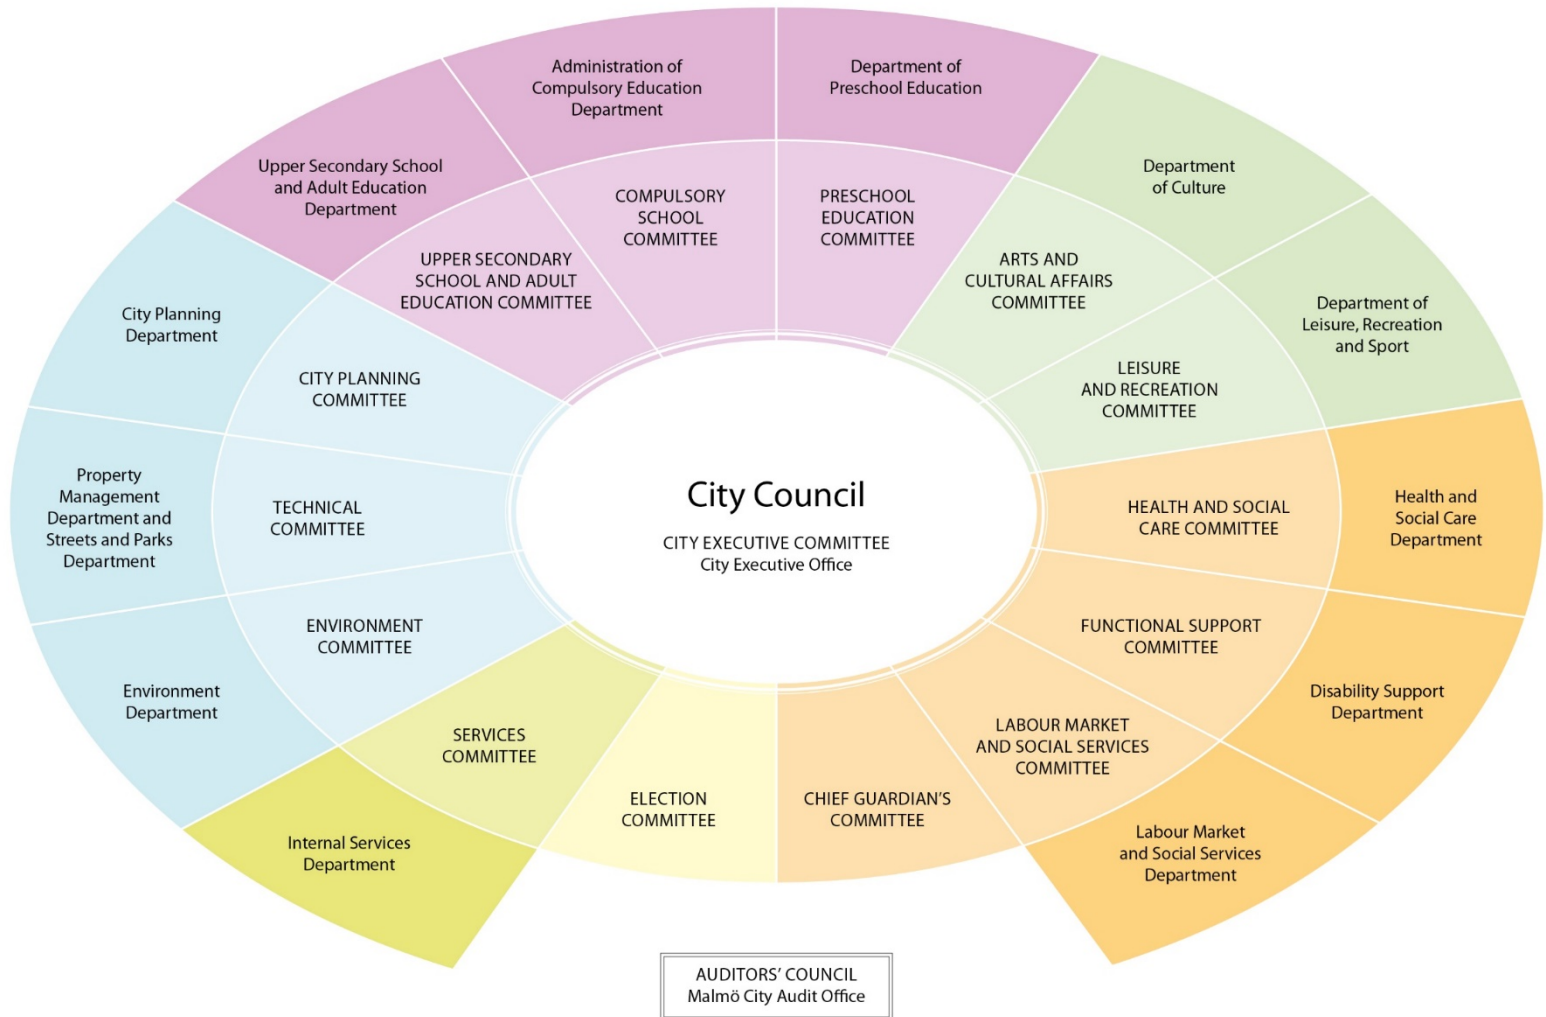 Administration of
Compulsory Education
Department
Department of
Preschool Education
Upper Secondary School
and Adult Education
Department
Department
of Culture
COMPULSORY
SCHOOL
COMMITTEE
PRESCHOOL
EDUCATION
COMMITTEE
UPPER SECONDARY
SCHOOL AND ADULT
EDUCATION COMMITTEE
ARTS AND
CULTURAL AFFAIRS
COMMITTEE
City Planning
Department
Department of
Leisure, Recreation
and Sport
CITY PLANNING
COMMITTEE
LEISURE
AND RECREATION
COMMITTEE
Property
Management
Department and
Streets and Parks
Department
TECHNICAL
COMMITTEE
City Council
CITY EXECUTIVE COMMITTEE
City Executive Office
HEALTH AND SOCIAL
CARE COMMITTEE
Health and
Social Care
Department
ENVIRONMENT
COMMITTEE
FUNCTIONAL SUPPORT
COMMITTEE
Environment
Department
Disability Support
Department
SERVICES
COMMITTEE
LABOUR MARKET
AND SOCIAL SERVICES
COMMITTEE
ELECTION
COMMITTEE
CHIEF GUARDIAN'S
COMMITTEE
Internal Services
Department
Labour Market
and Social Services
Department
AUDITORS' COUNCIL
Malmö City Audit Office